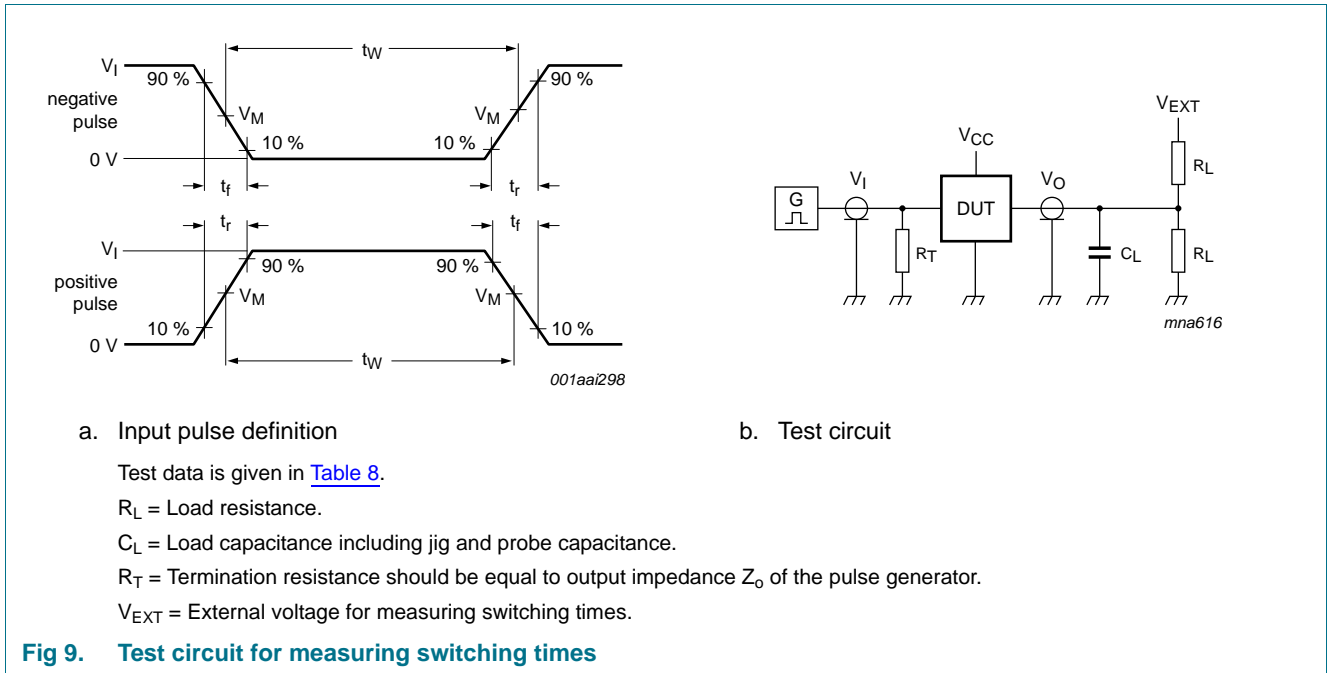 tW
VI
90 %
90 %
negative
pulse
VM
VM
10 %
10 %
0 V
tf
tr
tr
tf
VI
90 %
90 %
positive
pulse
VM
VM
10 %
10 %
0 V
tW
001aai298
VEXT
VCC
RL
VI
VO
G
DUT
RT
CL
RL
mna616
a. Input pulse definition
b. Test circuit
Test data is given in Table 8.
RL = Load resistance.
CL = Load capacitance including jig and probe capacitance.
RT = Termination resistance should be equal to output impedance Zo of the pulse generator.
VEXT = External voltage for measuring switching times.
Fig 9. Test circuit for measuring switching times